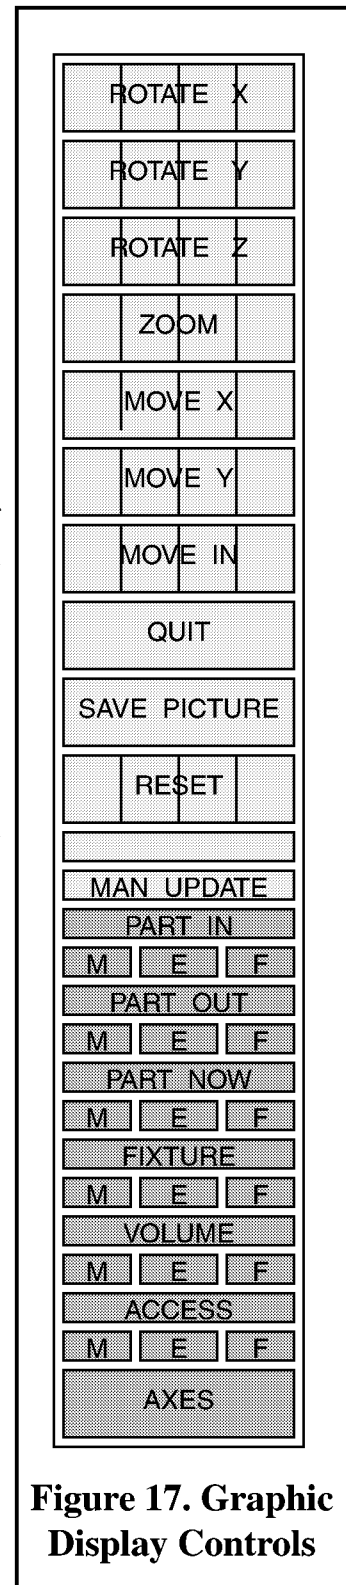 ROTATE X
ROTATE Y
ROTATE Z
ZOOM
MOVE X
MOVE Y
MOVE IN
QUIT
SAVE PICTURE
RESET
MAN UPDATE
PART IN
M E F
PART OUT
M E F
PART NOW
M E F
FIXTURE
M E F
VOLUME
M E F
ACCESS
M E F
AXES
Figure 17. Graphic
Display Controls